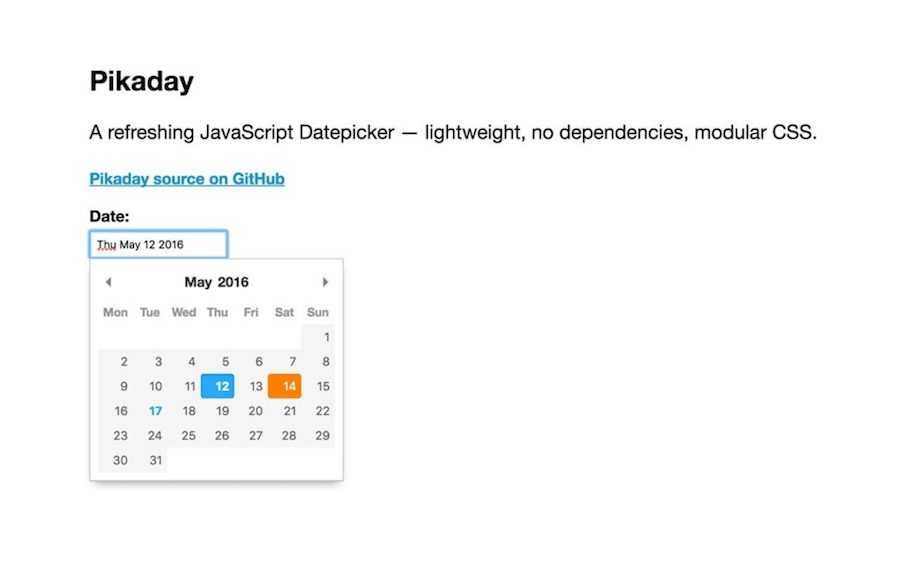 Pikaday
A refreshing JavaScript Datepicker — lightweight, no dependencies, modular CSS.
Pikaday source on GitHub
Date:
Thu May 12 2016
May 2016
Mon Tue Wed Thu Fri Sat Sun
1
2 3 4 5 6 7 8
9 10 11 12 13 14 15
16 17 18 19 20 21 22
23 24 25 26 27 28 29
30 31